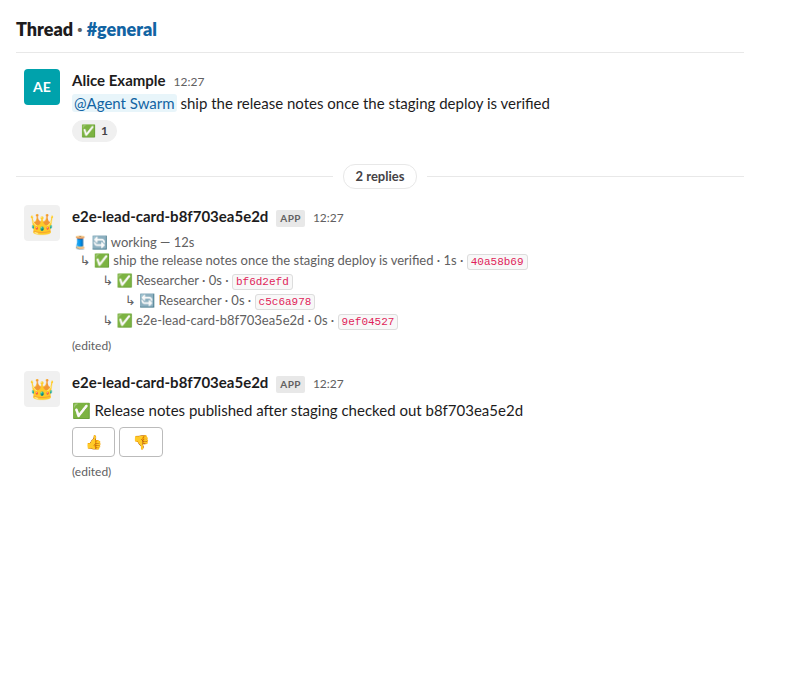 Thread • #general
AE
Alice Example 12:27
@Agent Swarm ship the release notes once the staging deploy is verified
✅ 1
2 replies
e2e-lead-card-b8f703ea5e2d APP 12:27
🧵 🔄 working — 12s
↳ ✅ ship the release notes once the staging deploy is verified · 1s · 40a58b69
↳ ✅ Researcher · 0s · bf6d2efd
↳ 🔄 Researcher · 0s · c5c6a978
↳ ✅ e2e-lead-card-b8f703ea5e2d · 0s · 9ef04527
(edited)
e2e-lead-card-b8f703ea5e2d APP 12:27
✅ Release notes published after staging checked out b8f703ea5e2d
👍 👎
(edited)